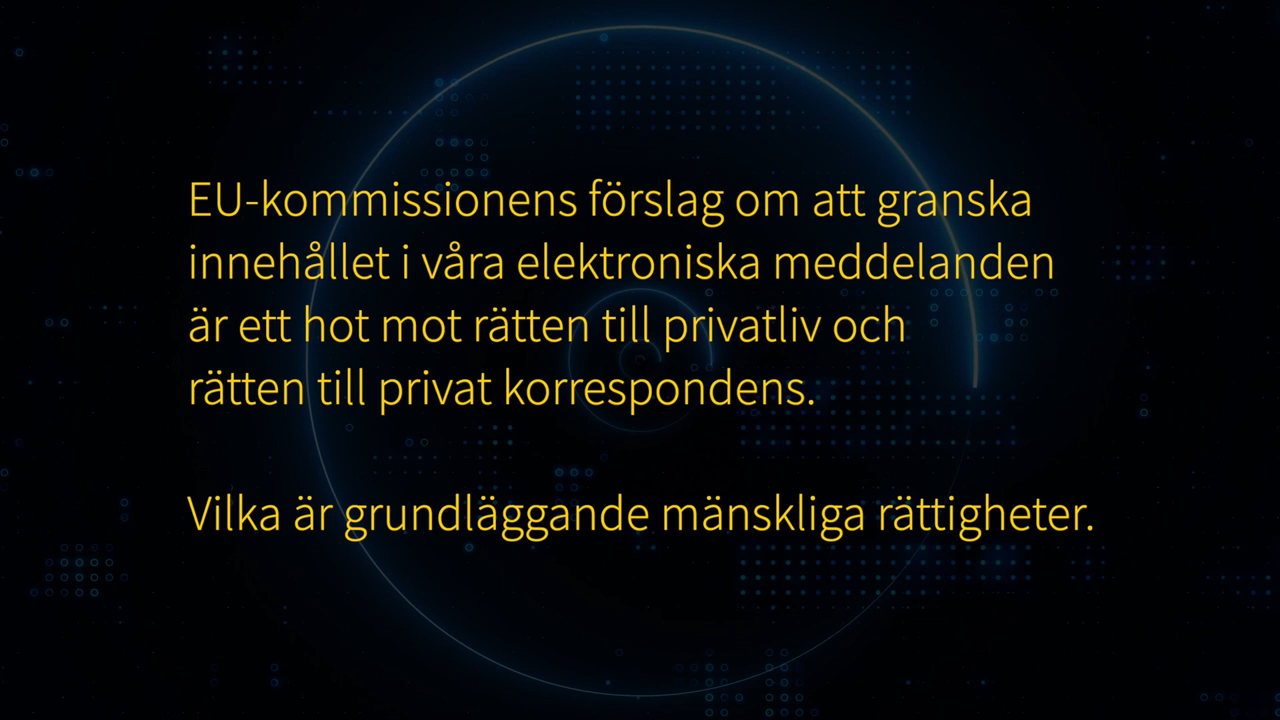 EU-kommissionens förslag om att granska
innehållet i våra elektroniska meddelanden
är ett hot mot rätten till privatliv och
rätten till privat korrespondens.
Vilka är grundläggande mänskliga rättigheter.